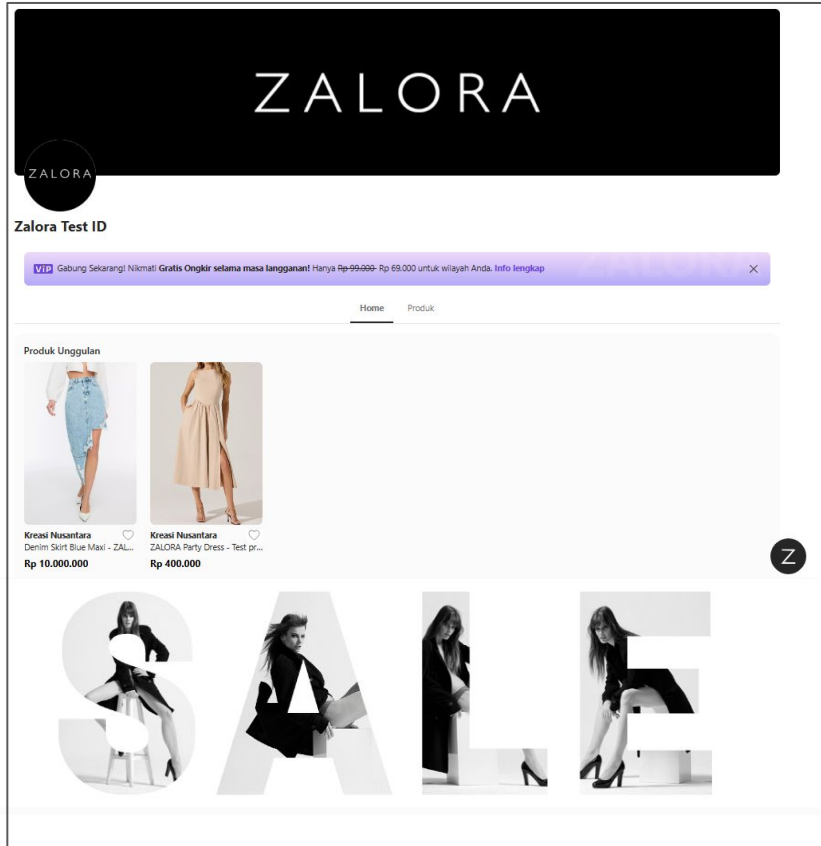 ZALORA
ZALORA
Zalora Test ID
VIP Gabung Sekarang! Nikmati Gratis Ongkir selama masa langganan! Hanya Rp 99.000 Rp 69.000 untuk wilayah Anda. Info lengkap
ZALORA
Home Produk
Produk Unggulan
Kreasi Nusantara Kreasi Nusantara
Denim Skirt Blue Maxi - ZAL... ZALORA Party Dress - Test pr...
Rp 10.000.000 Rp 400.000
Z
SALE